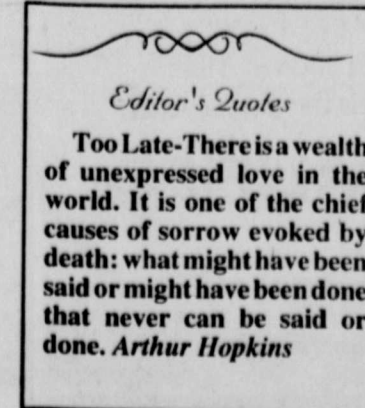 Editor's Quotes
Too Late-There is a wealth
of unexpressed love in the
world. It is one of the chief
causes of sorrow evoked by
death: what might have been
said or might have been done
that never can be said or
done. Arthur Hopkins